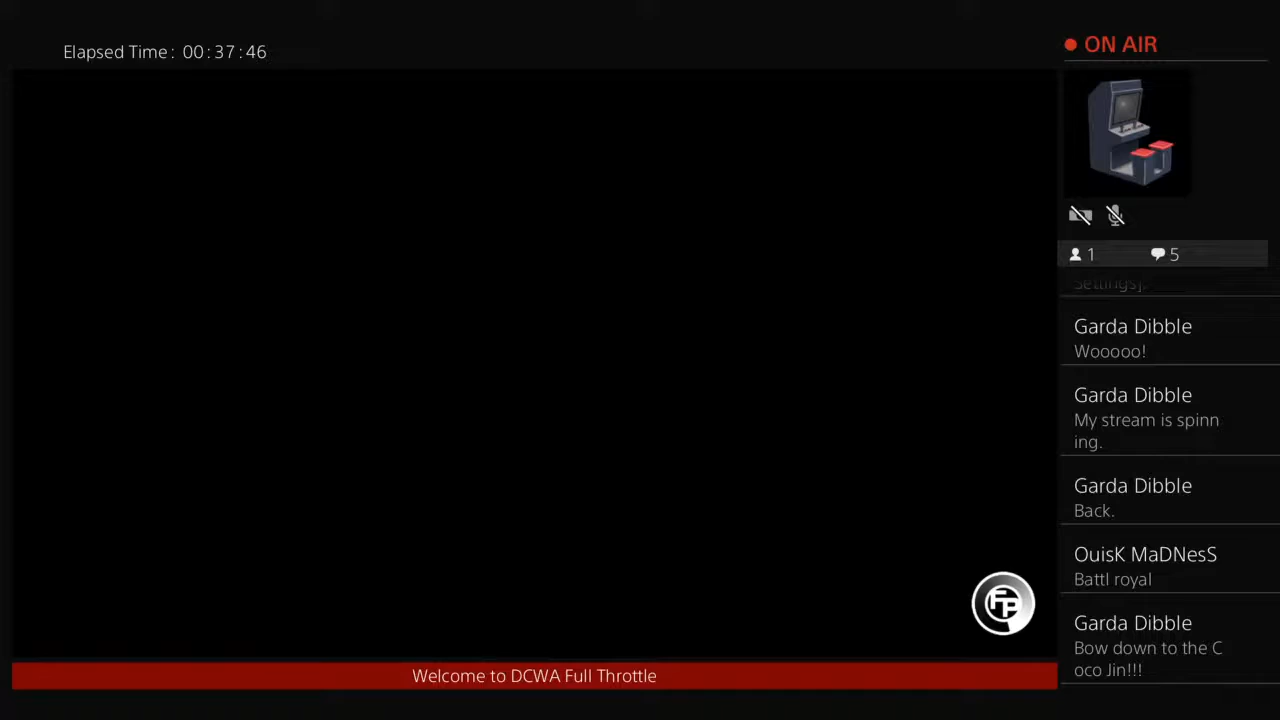 Elapsed Time: 00:37:46
ON AIR
1
5
Settings].
Garda Dibble
Wooooo!
Garda Dibble
My stream is spinn
ing.
Garda Dibble
Back.
OuisK MaDNesS
Battl royal
Garda Dibble
Bow down to the C
oco Jin!!!
FP
Welcome to DCWA Full Throttle